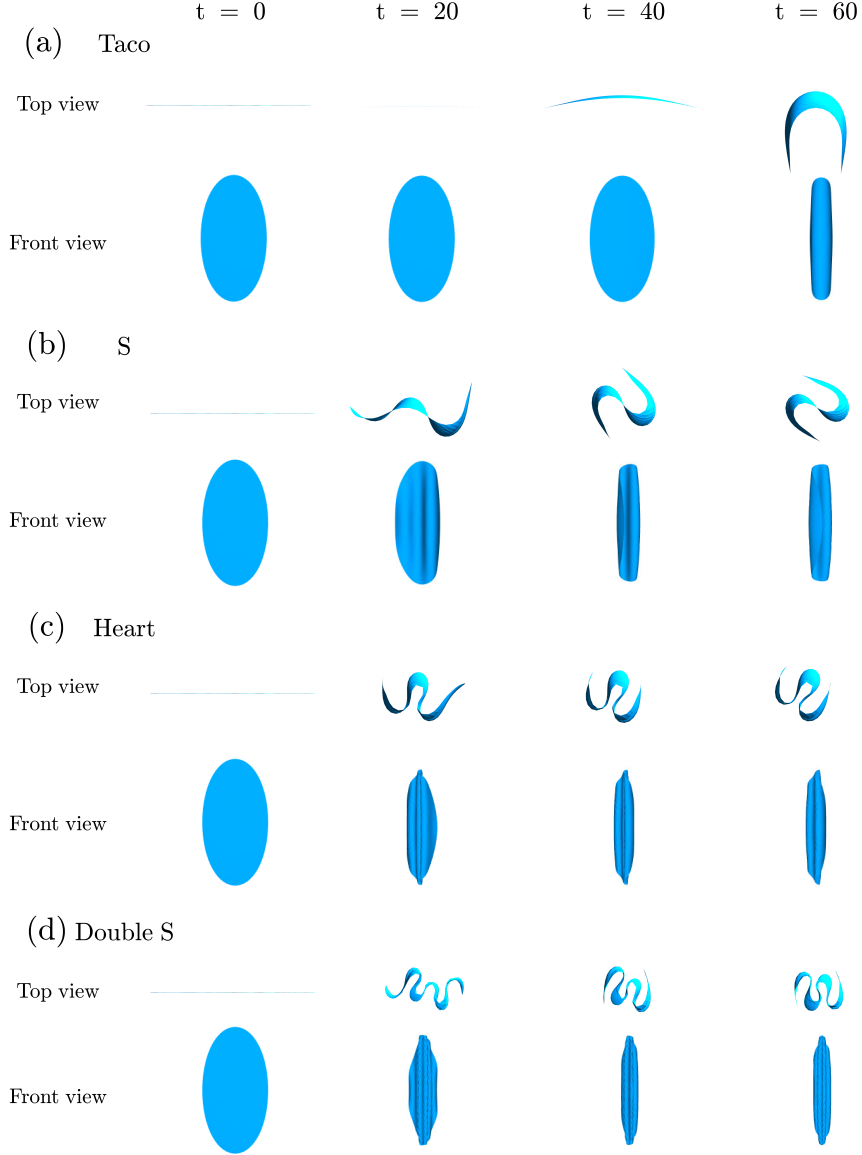 t = 0 t = 20 t = 40 t = 60
(a) Taco
Top view
Front view
(b) S
Top view
Front view
(c) Heart
Top view
Front view
(d) Double S
Top view
Front view